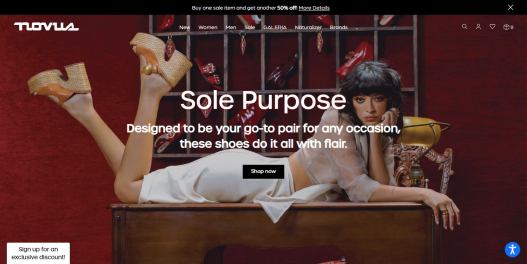 Buy one sale item and get another 50% off! More Details
NOVUS
New Women Men Sale GALERIA Naturalizer Brands
0
Sole Purpose
Designed to be your go-to pair for any occasion,
these shoes do it all with flair.
Shop now
Sign up for an
exclusive discount!